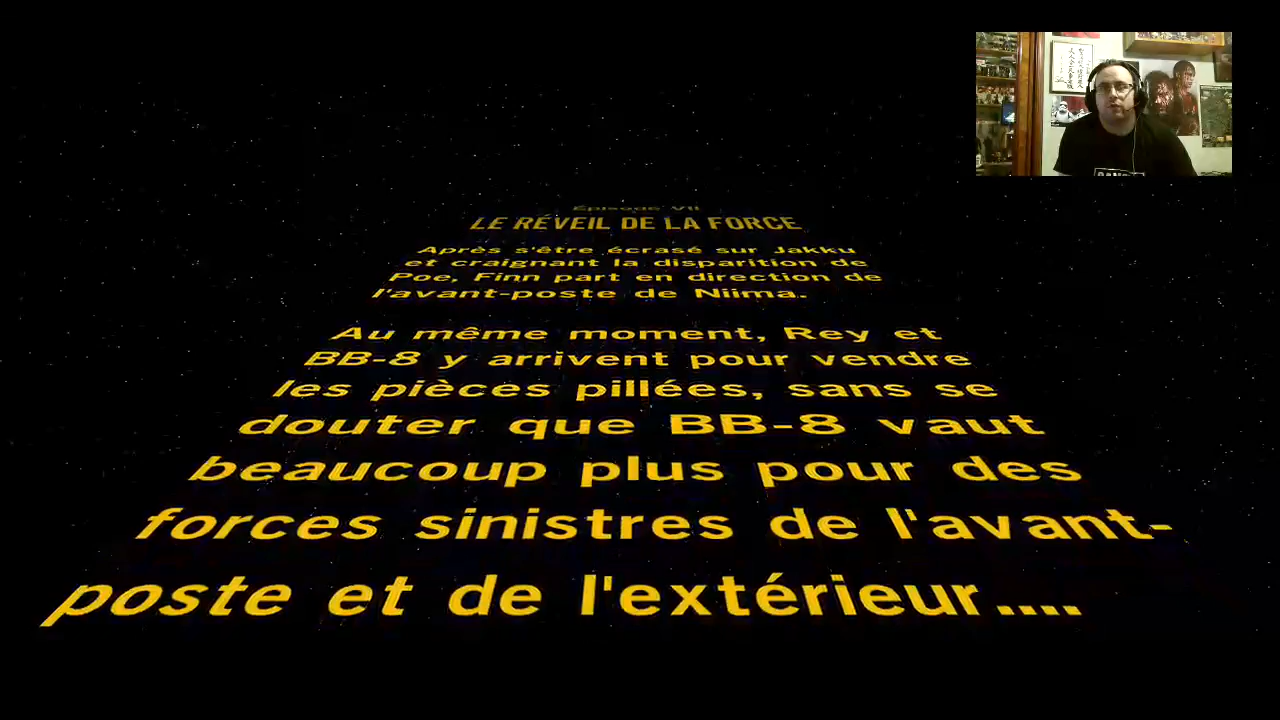 Épisode VII
LE RÉVEIL DE LA FORCE
Après s'être écrasé sur Jakku
et craignant la disparition de
Poe, Finn part en direction de
l'avant-poste de Niima.
Au même moment, Rey et
BB-8 y arrivent pour vendre
les pièces pillées, sans se
douter que BB-8 vaut
beaucoup plus pour des
forces sinistres de l'avant-
poste et de l'extérieur....